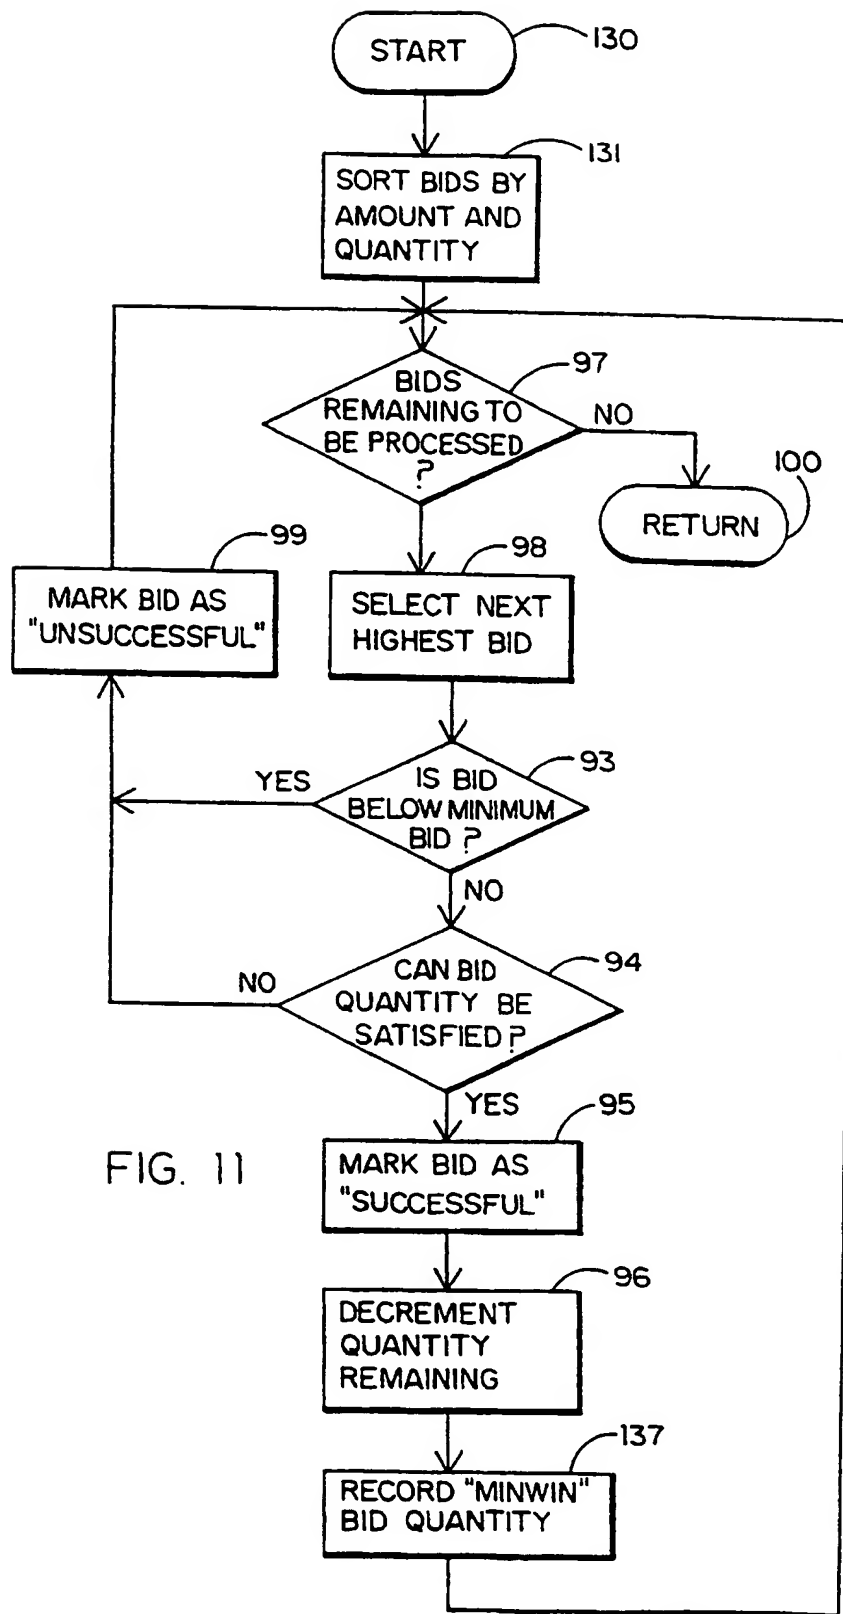 START
130
131
SORT BIDS BY
AMOUNT AND
QUANTITY
97
BIDS
REMAINING TO
BE PROCESSED
?
NO
100
RETURN
99
MARK BID AS
"UNSUCCESSFUL"
98
SELECT NEXT
HIGHEST BID
93
YES
IS BID
BELOW MINIMUM
BID ?
NO
94
NO
CAN BID
QUANTITY BE
SATISFIED ?
YES
95
FIG. 11
MARK BID AS
"SUCCESSFUL"
96
DECREMENT
QUANTITY
REMAINING
137
RECORD "MINWIN"
BID QUANTITY